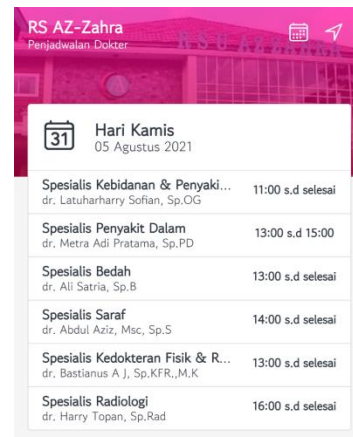 RS AZ-Zahra
Penjadwalan Dokter
RSU AZ ZAHRA
31
Hari Kamis
05 Agustus 2021
Spesialis Kebidanan & Penyaki... 11:00 s.d selesai
dr. Latuharharry Sofian, Sp.OG
Spesialis Penyakit Dalam 13:00 s.d 15:00
dr. Metra Adi Pratama, Sp.PD
Spesialis Bedah 13:00 s.d selesai
dr. Ali Satria, Sp.B
Spesialis Saraf 14:00 s.d selesai
dr. Abdul Aziz, Msc, Sp.S
Spesialis Kedokteran Fisik & R... 13:00 s.d selesai
dr. Bastianus A J, Sp.KFR.,M.K
Spesialis Radiologi 16:00 s.d selesai
dr. Harry Topan, Sp.Rad